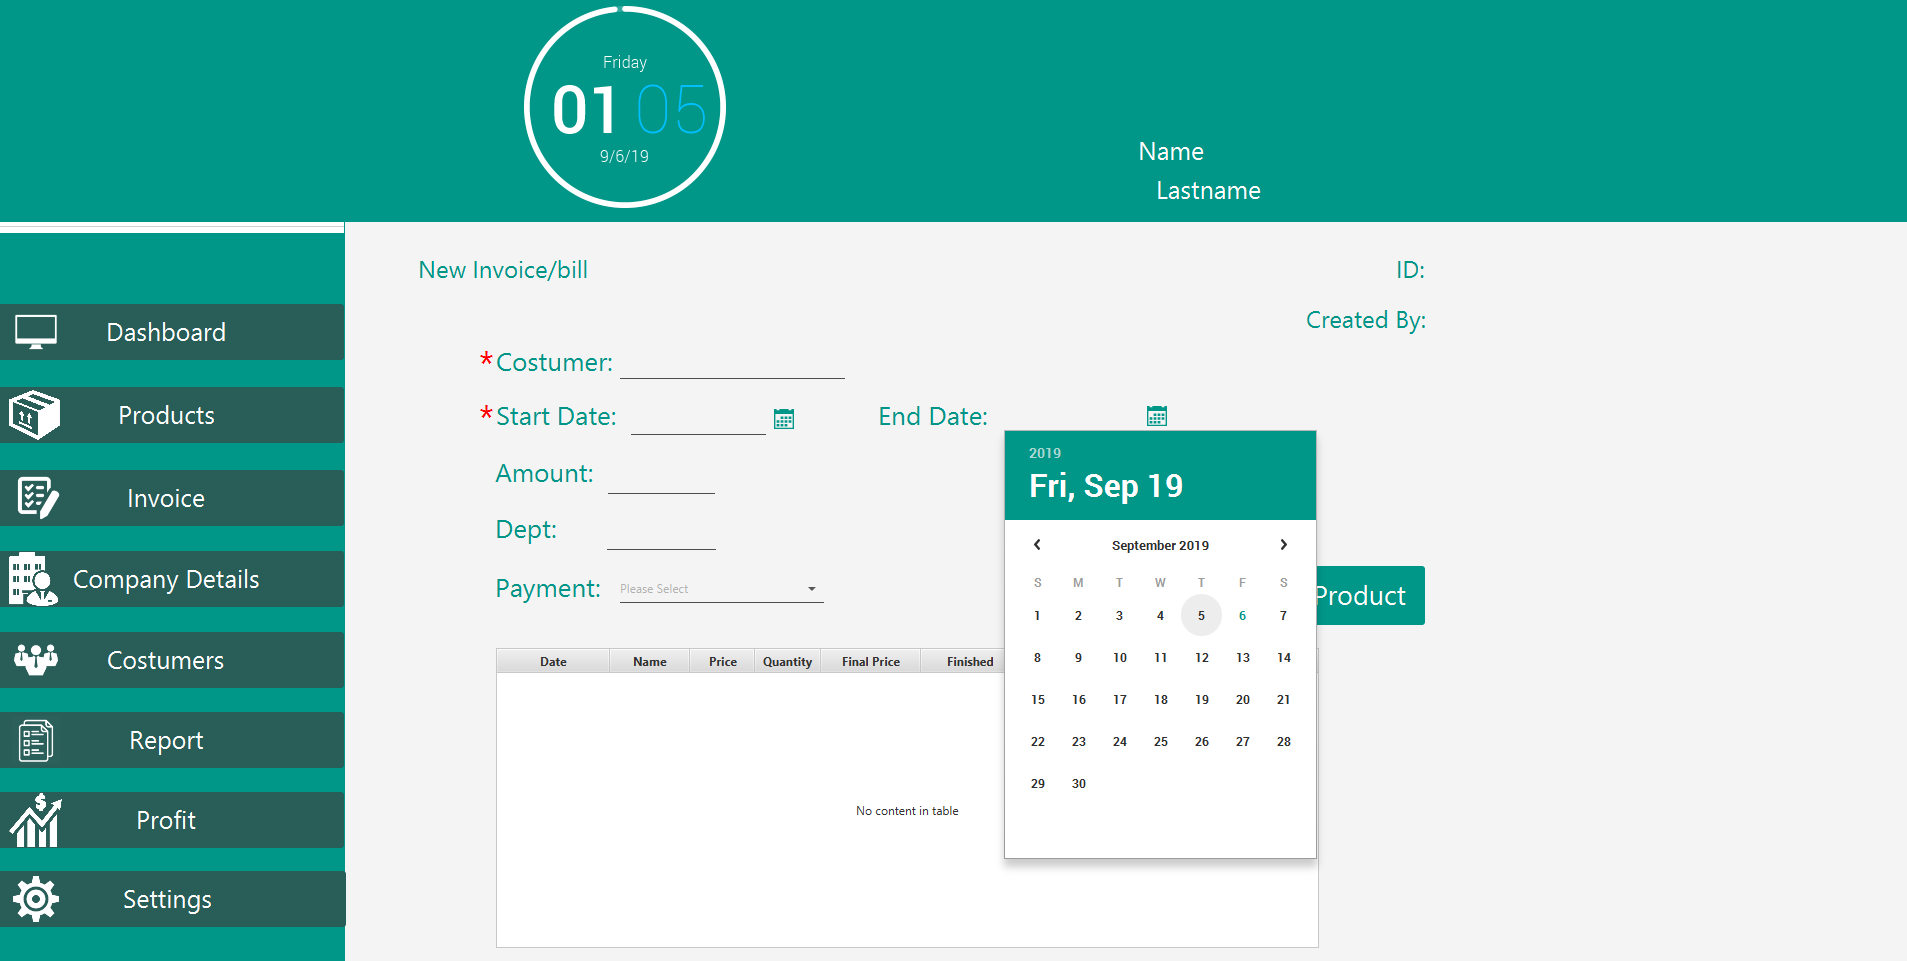 Friday
01 05
9/6/19
Name
Lastname
Dashboard
Products
Invoice
Company Details
Costumers
Report
Profit
Settings
New Invoice/bill
ID:
Created By:
*Costumer:
*Start Date:
End Date:
Amount:
Dept:
Payment: Please Select
Product
Date Name Price Quantity Final Price Finished
No content in table
2019
Fri, Sep 19
September 2019
S M T W T F S
1 2 3 4 5 6 7
8 9 10 11 12 13 14
15 16 17 18 19 20 21
22 23 24 25 26 27 28
29 30